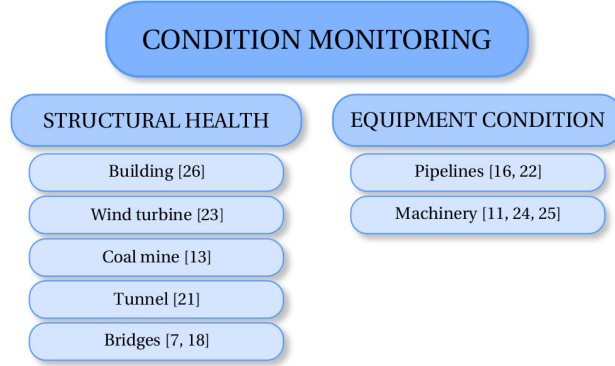 CONDITION MONITORING
STRUCTURAL HEALTH
Building [26]
Wind turbine [23]
Coal mine [13]
Tunnel [21]
Bridges [7, 18]
EQUIPMENT CONDITION
Pipelines [16, 22]
Machinery [11, 24, 25]